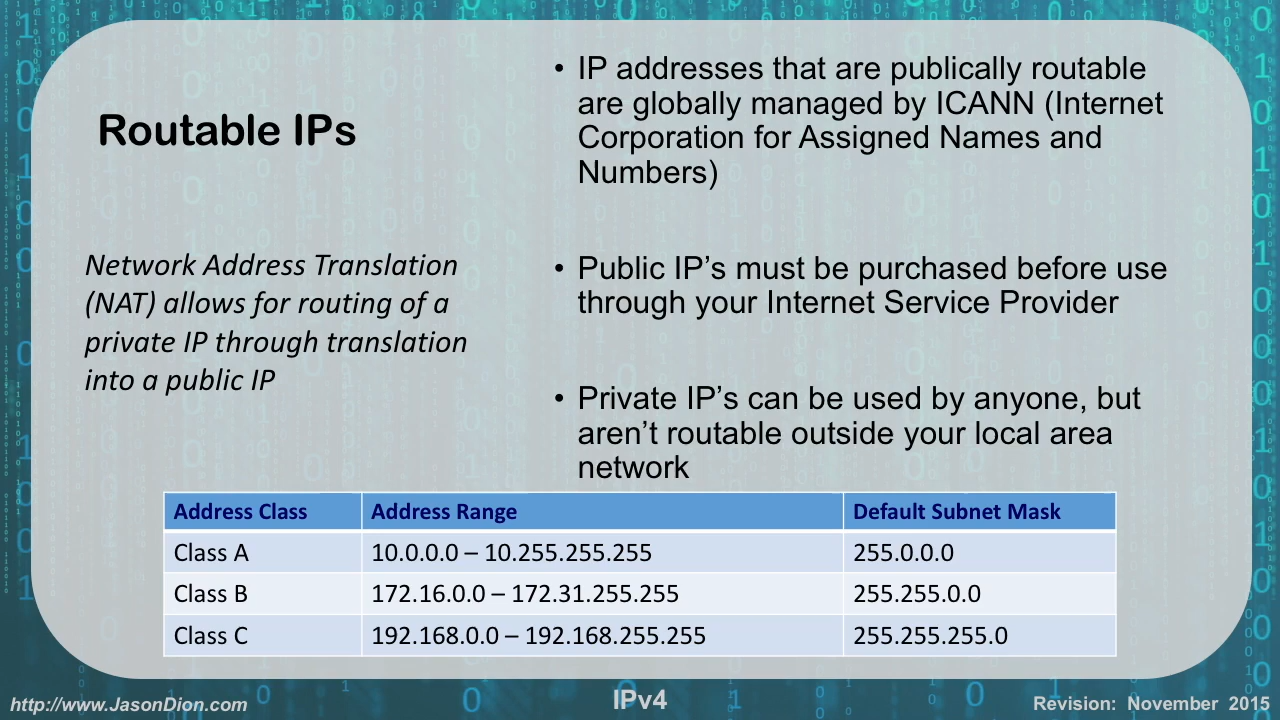 Routable IPs
Network Address Translation
(NAT) allows for routing of a
private IP through translation
into a public IP
• IP addresses that are publically routable
are globally managed by ICANN (Internet
Corporation for Assigned Names and
Numbers)
• Public IP’s must be purchased before use
through your Internet Service Provider
• Private IP’s can be used by anyone, but
aren’t routable outside your local area
network
Address Class Address Range Default Subnet Mask
Class A 10.0.0.0 – 10.255.255.255 255.0.0.0
Class B 172.16.0.0 – 172.31.255.255 255.255.0.0
Class C 192.168.0.0 – 192.168.255.255 255.255.255.0
http://www.JasonDion.com IPv4 Revision: November 2015